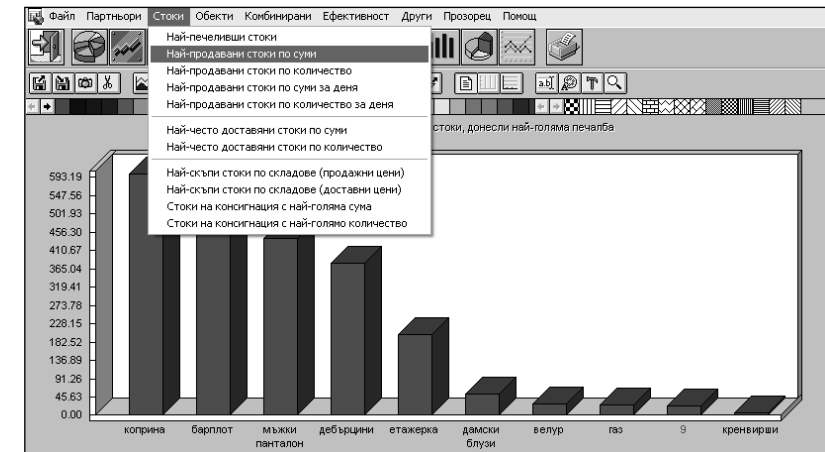 Файл Партньори Стоки Обекти Комбинирани Ефективност Други Прозорец Помощ
Най-печеливши стоки
Най-продавани стоки по суми
Най-продавани стоки по количество
Най-продавани стоки по суми за деня
Най-продавани стоки по количество за деня
Най-често доставяни стоки по суми
Най-често доставяни стоки по количество
Най-скъпи стоки по складове (продажни цени)
Най-скъпи стоки по складове (доставни цени)
Стоки на консигнация с най-голяма сума
Стоки на консигнация с най-голямо количество
стоки, донесли най-голяма печалба
593.19
547.56
501.93
456.30
410.67
365.04
319.41
273.78
228.15
182.52
136.89
91.26
45.63
0.00
коприна барплот мъжки панталон дебърцини етажерка дамски блузи велур газ 9 кренвирши